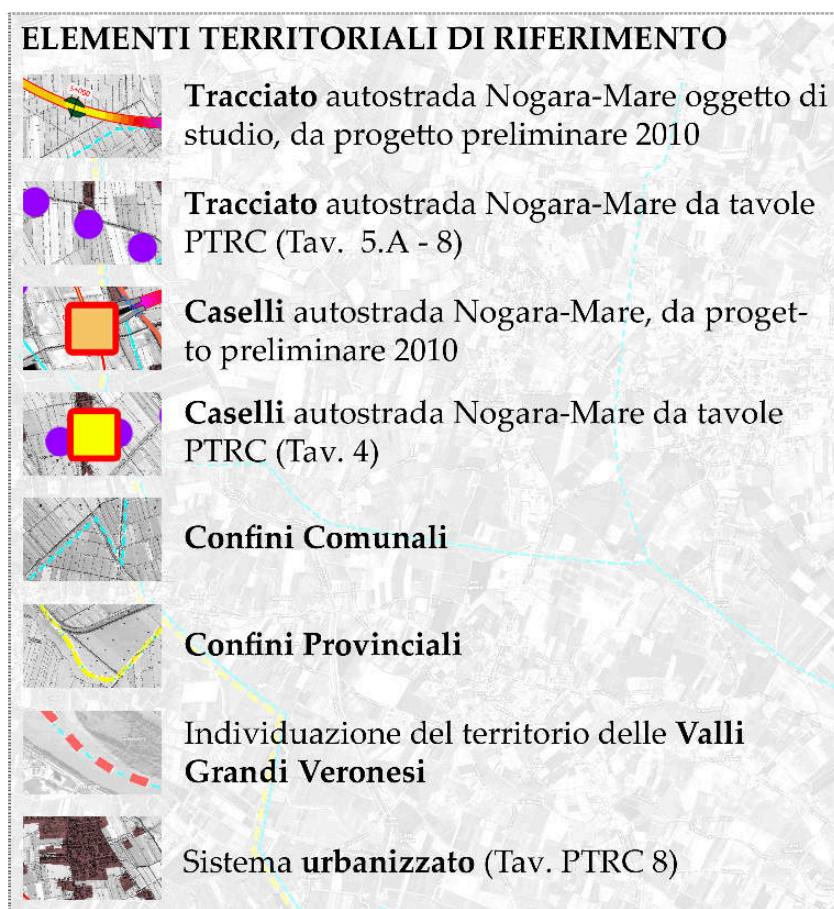 ELEMENTI TERRITORIALI DI RIFERIMENTO
5+000
Tracciato autostrada Nogara-Mare oggetto di
studio, da progetto preliminare 2010
Tracciato autostrada Nogara-Mare da tavole
PTRC (Tav. 5.A - 8)
Caselli autostrada Nogara-Mare, da proget-
to preliminare 2010
Caselli autostrada Nogara-Mare da tavole
PTRC (Tav. 4)
Confini Comunali
Confini Provinciali
Individuazione del territorio delle Valli
Grandi Veronesi
Sistema urbanizzato (Tav. PTRC 8)